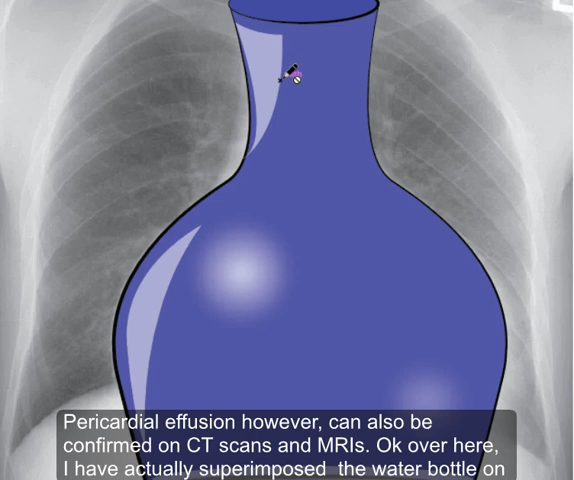 Pericardial effusion however, can also be
confirmed on CT scans and MRIs. Ok over here,
I have actually superimposed the water bottle on